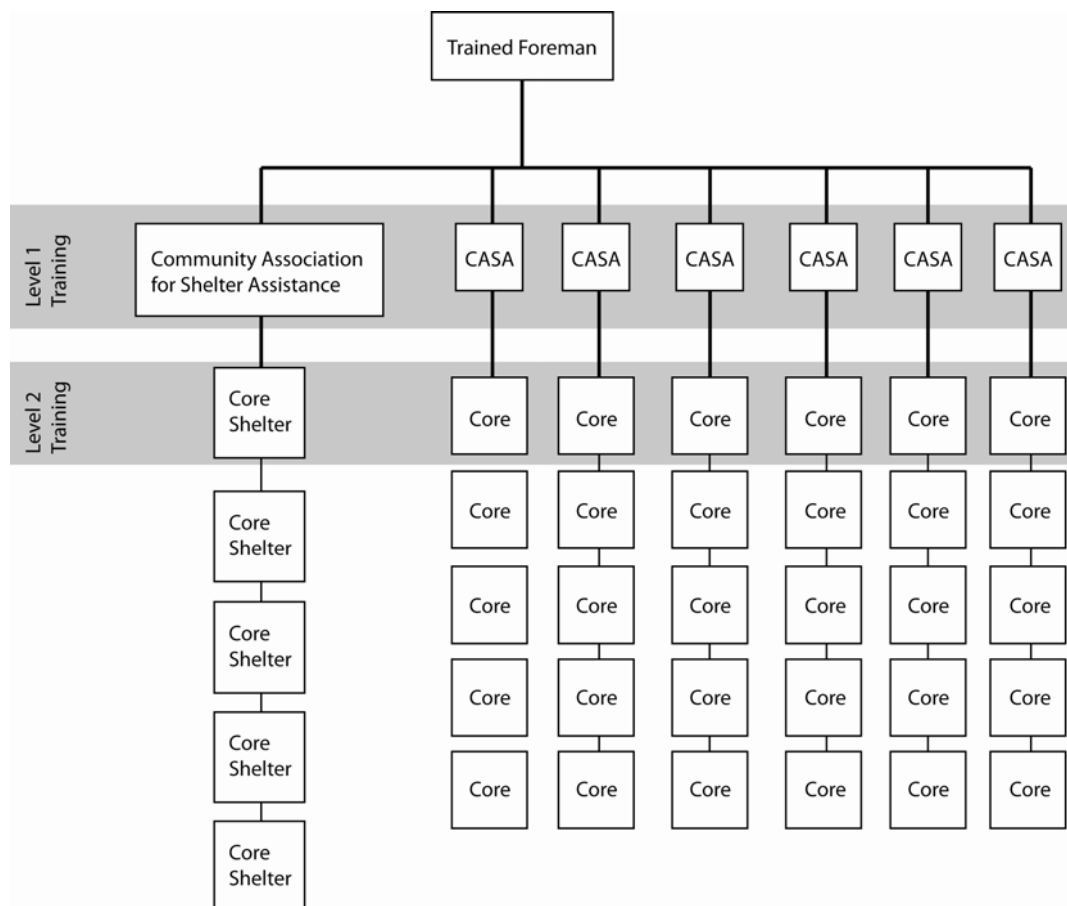 Trained Foreman
Level 1
Training
Community Association
for Shelter Assistance
CASA
CASA
CASA
CASA
CASA
CASA
Level 2
Training
Core
Shelter
Core
Core
Core
Core
Core
Core
Core
Shelter
Core
Core
Core
Core
Core
Core
Core
Shelter
Core
Core
Core
Core
Core
Core
Core
Shelter
Core
Core
Core
Core
Core
Core
Core
Shelter
Core
Core
Core
Core
Core
Core